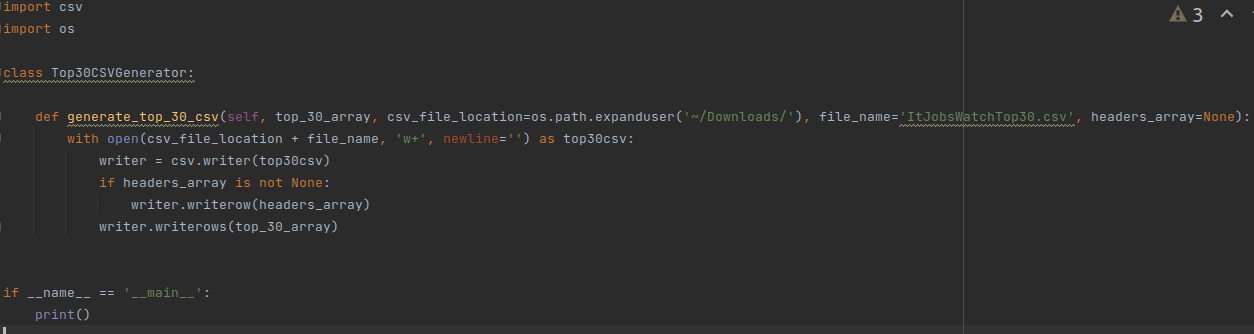 import csv
import os
class Top30CSVGenerator:
    def generate_top_30_csv(self, top_30_array, csv_file_location=os.path.expanduser('~/Downloads/'), file_name='ItJobsWatchTop30.csv', headers_array=None):
        with open(csv_file_location + file_name, 'w+', newline='') as top30csv:
            writer = csv.writer(top30csv)
            if headers_array is not None:
                writer.writerow(headers_array)
            writer.writerows(top_30_array)
if __name__ == '__main__':
    print()
3